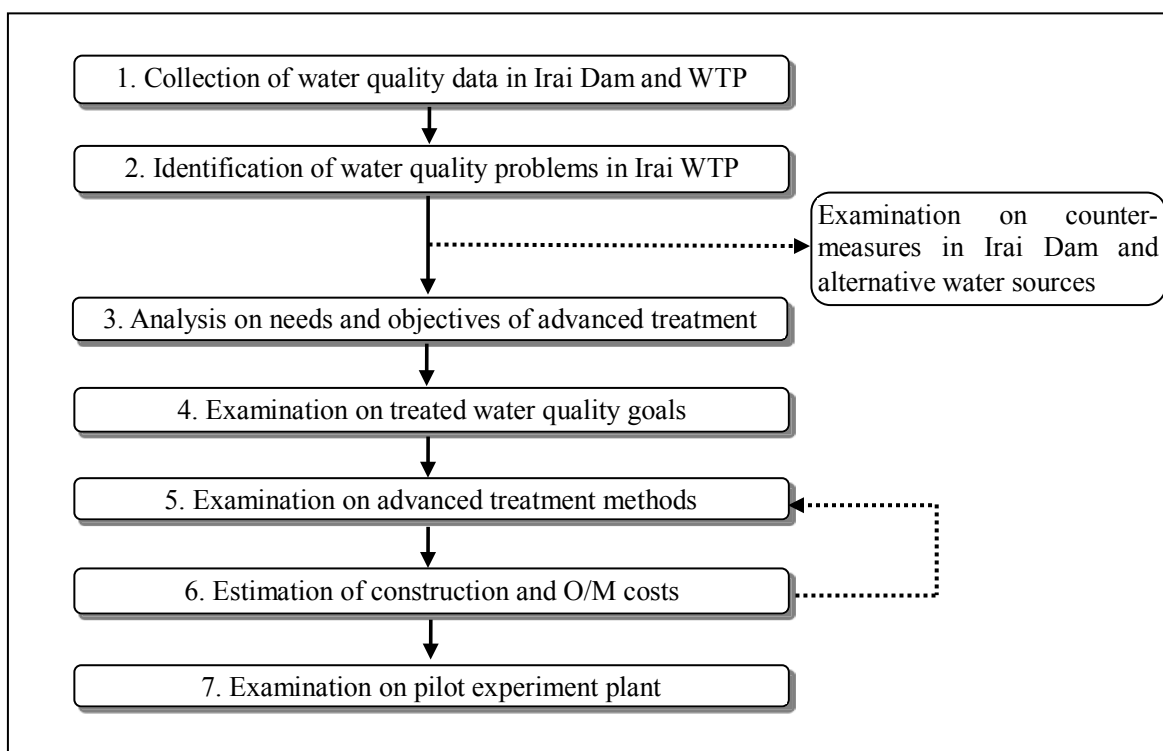 1. Collection of water quality data in Irai Dam and WTP
2. Identification of water quality problems in Irai WTP
Examination on counter-
measures in Irai Dam and
alternative water sources
3. Analysis on needs and objectives of advanced treatment
4. Examination on treated water quality goals
5. Examination on advanced treatment methods
6. Estimation of construction and O/M costs
7. Examination on pilot experiment plant